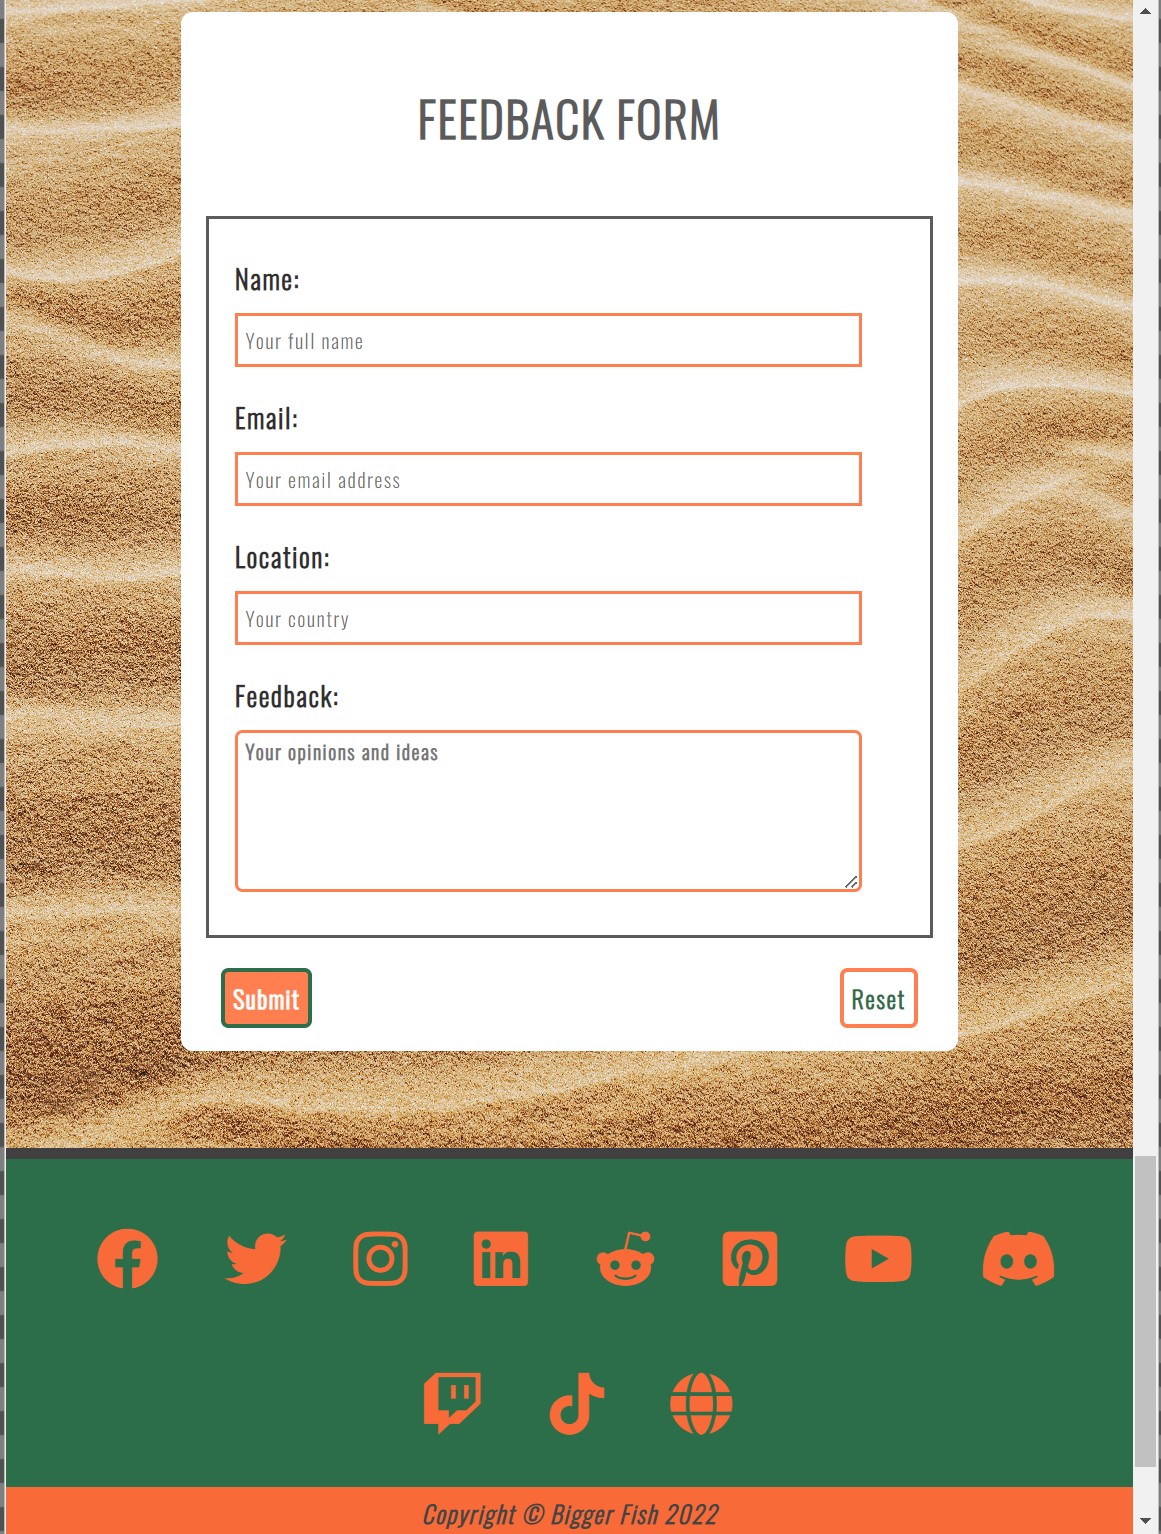 FEEDBACK FORM
Name:
Your full name
Email:
Your email address
Location:
Your country
Feedback:
Your opinions and ideas
Submit
Reset
Copyright © Bigger Fish 2022